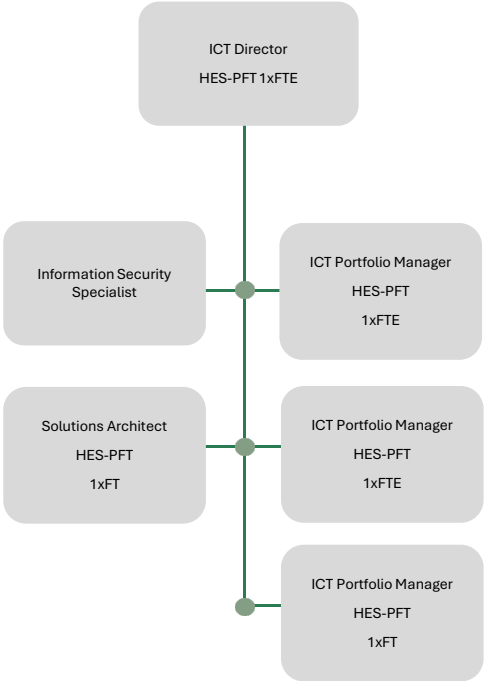 ICT Director
HES-PFT 1xFTE
Information Security
Specialist
ICT Portfolio Manager
HES-PFT
1xFTE
Solutions Architect
HES-PFT
1xFT
ICT Portfolio Manager
HES-PFT
1xFTE
ICT Portfolio Manager
HES-PFT
1xFT